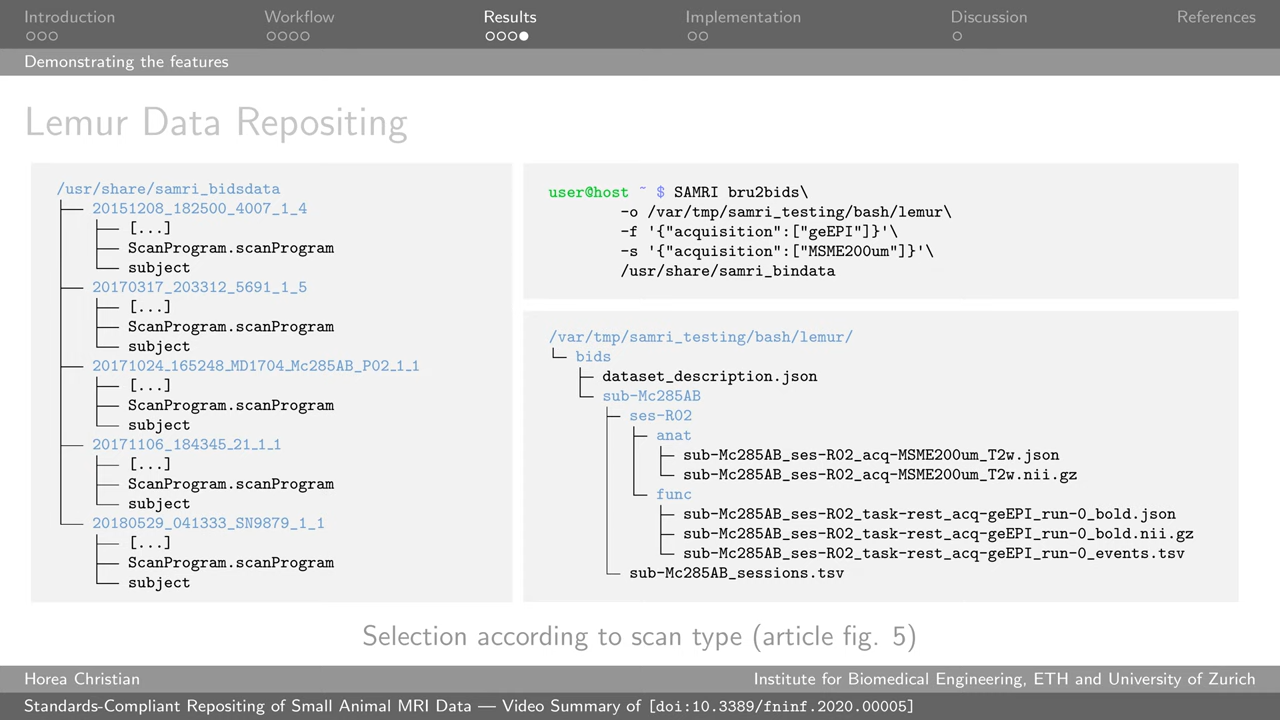 Introduction
Workflow
Results
Implementation
Discussion
References
Demonstrating the features
Lemur Data Repositing
/usr/share/samri_bidsdata
20151208_182500_4007_1_4
[...]
ScanProgram.scanProgram
subject
20170317_203312_5691_1_5
[...]
ScanProgram.scanProgram
subject
20171024_165248_MD1704_Mc285AB_P02_1_1
[...]
ScanProgram.scanProgram
subject
20171106_184345_21_1_1
[...]
ScanProgram.scanProgram
subject
20180529_041333_SN9879_1_1
[...]
ScanProgram.scanProgram
subject
user@host ~ $ SAMRI bru2bids\
-o /var/tmp/samri_testing/bash/lemur\
-f '{"acquisition":["geEPI"]}'\
-s '{"acquisition":["MSME200um"]}'\
/usr/share/samri_bindata
/var/tmp/samri_testing/bash/lemur/
bids
dataset_description.json
sub-Mc285AB
ses-R02
anat
sub-Mc285AB_ses-R02_acq-MSME200um_T2w.json
sub-Mc285AB_ses-R02_acq-MSME200um_T2w.nii.gz
func
sub-Mc285AB_ses-R02_task-rest_acq-geEPI_run-0_bold.json
sub-Mc285AB_ses-R02_task-rest_acq-geEPI_run-0_bold.nii.gz
sub-Mc285AB_ses-R02_task-rest_acq-geEPI_run-0_events.tsv
sub-Mc285AB_sessions.tsv
Selection according to scan type (article fig. 5)
Horea Christian
Institute for Biomedical Engineering, ETH and University of Zurich
Standards-Compliant Repositing of Small Animal MRI Data — Video Summary of [doi:10.3389/fninf.2020.00005]